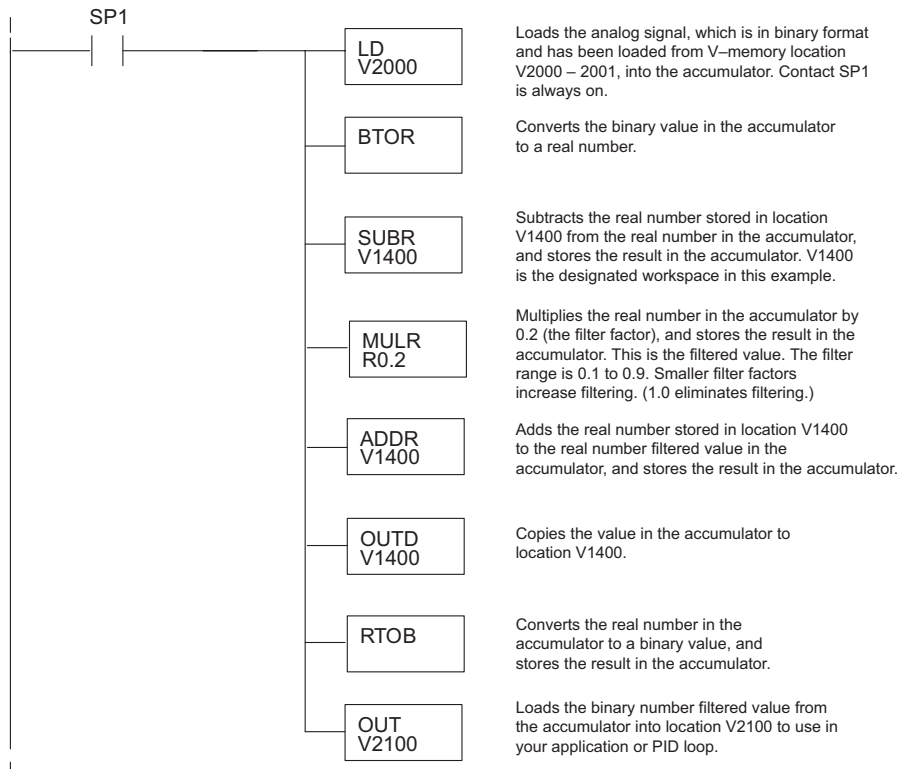 SP1
LD
V2000
Loads the analog signal, which is in binary format
and has been loaded from V–memory location
V2000 – 2001, into the accumulator. Contact SP1
is always on.
BTOR
Converts the binary value in the accumulator
to a real number.
SUBR
V1400
Subtracts the real number stored in location
V1400 from the real number in the accumulator,
and stores the result in the accumulator. V1400
is the designated workspace in this example.
MULR
R0.2
Multiplies the real number in the accumulator by
0.2 (the filter factor), and stores the result in the
accumulator. This is the filtered value. The filter
range is 0.1 to 0.9. Smaller filter factors
increase filtering. (1.0 eliminates filtering.)
ADDR
V1400
Adds the real number stored in location V1400
to the real number filtered value in the
accumulator, and stores the result in the accumulator.
OUTD
V1400
Copies the value in the accumulator to
location V1400.
RTOB
Converts the real number in the
accumulator to a binary value, and
stores the result in the accumulator.
OUT
V2100
Loads the binary number filtered value from
the accumulator into location V2100 to use in
your application or PID loop.